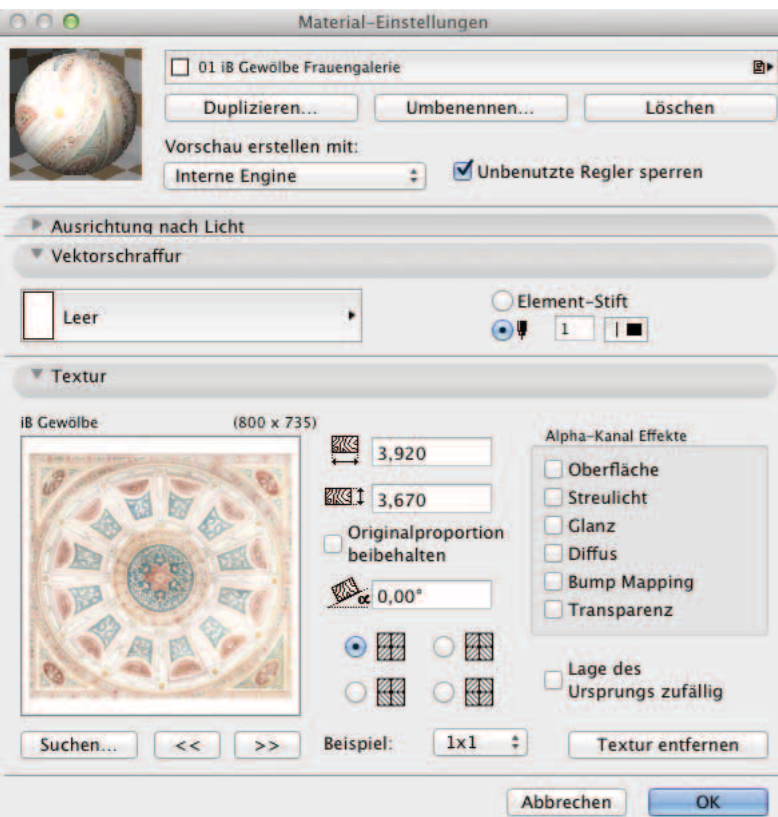 Material-Einstellungen
01 iB Gewölbe Frauengalerie
Duplizieren... Umbenennen... Löschen
Vorschau erstellen mit:
Interne Engine
Unbenutzte Regler sperren
Ausrichtung nach Licht
Vektorschraffur
Leer
Element-Stift
1
Textur
iB Gewölbe (800 x 735)
3,920
3,670
Originalproportion
beibehalten
α 0,00°
Alpha-Kanal Effekte
Oberfläche
Streulicht
Glanz
Diffus
Bump Mapping
Transparenz
Lage des
Ursprungs zufällig
Suchen... << >> Beispiel: 1x1 Textur entfernen
Abbrechen OK